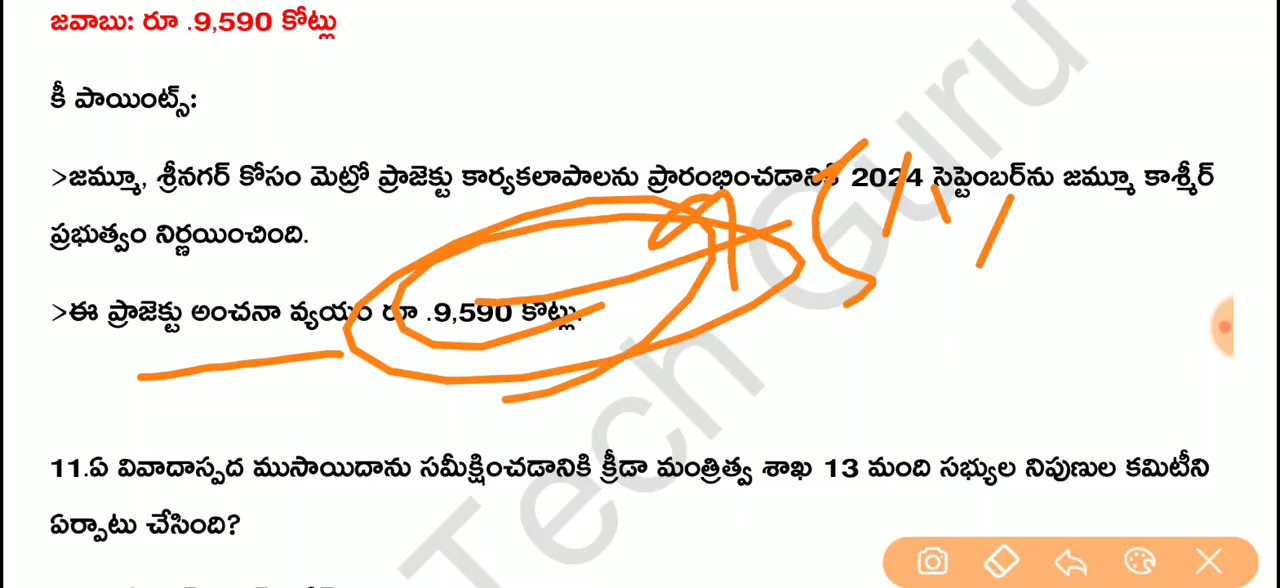 జవాబు: రూ .9,590 కోట్లు
కీ పాయింట్స్:
>జమ్మూ, శ్రీనగర్ కోసం మెట్రో ప్రాజెక్టు కార్యకలాపాలను ప్రారంభించడానికి 2024 సెప్టెంబర్‌ను జమ్మూ కాశ్మీర్
ప్రభుత్వం నిర్ణయించింది.
>ఈ ప్రాజెక్టు అంచనా వ్యయం రూ .9,590 కోట్లు.
11.ఏ వివాదాస్పద ముసాయిదాను సమీక్షించడానికి క్రీడా మంత్రిత్వ శాఖ 13 మంది సభ్యుల నిపుణుల కమిటీని
ఏర్పాటు చేసింది?
Tech Guru